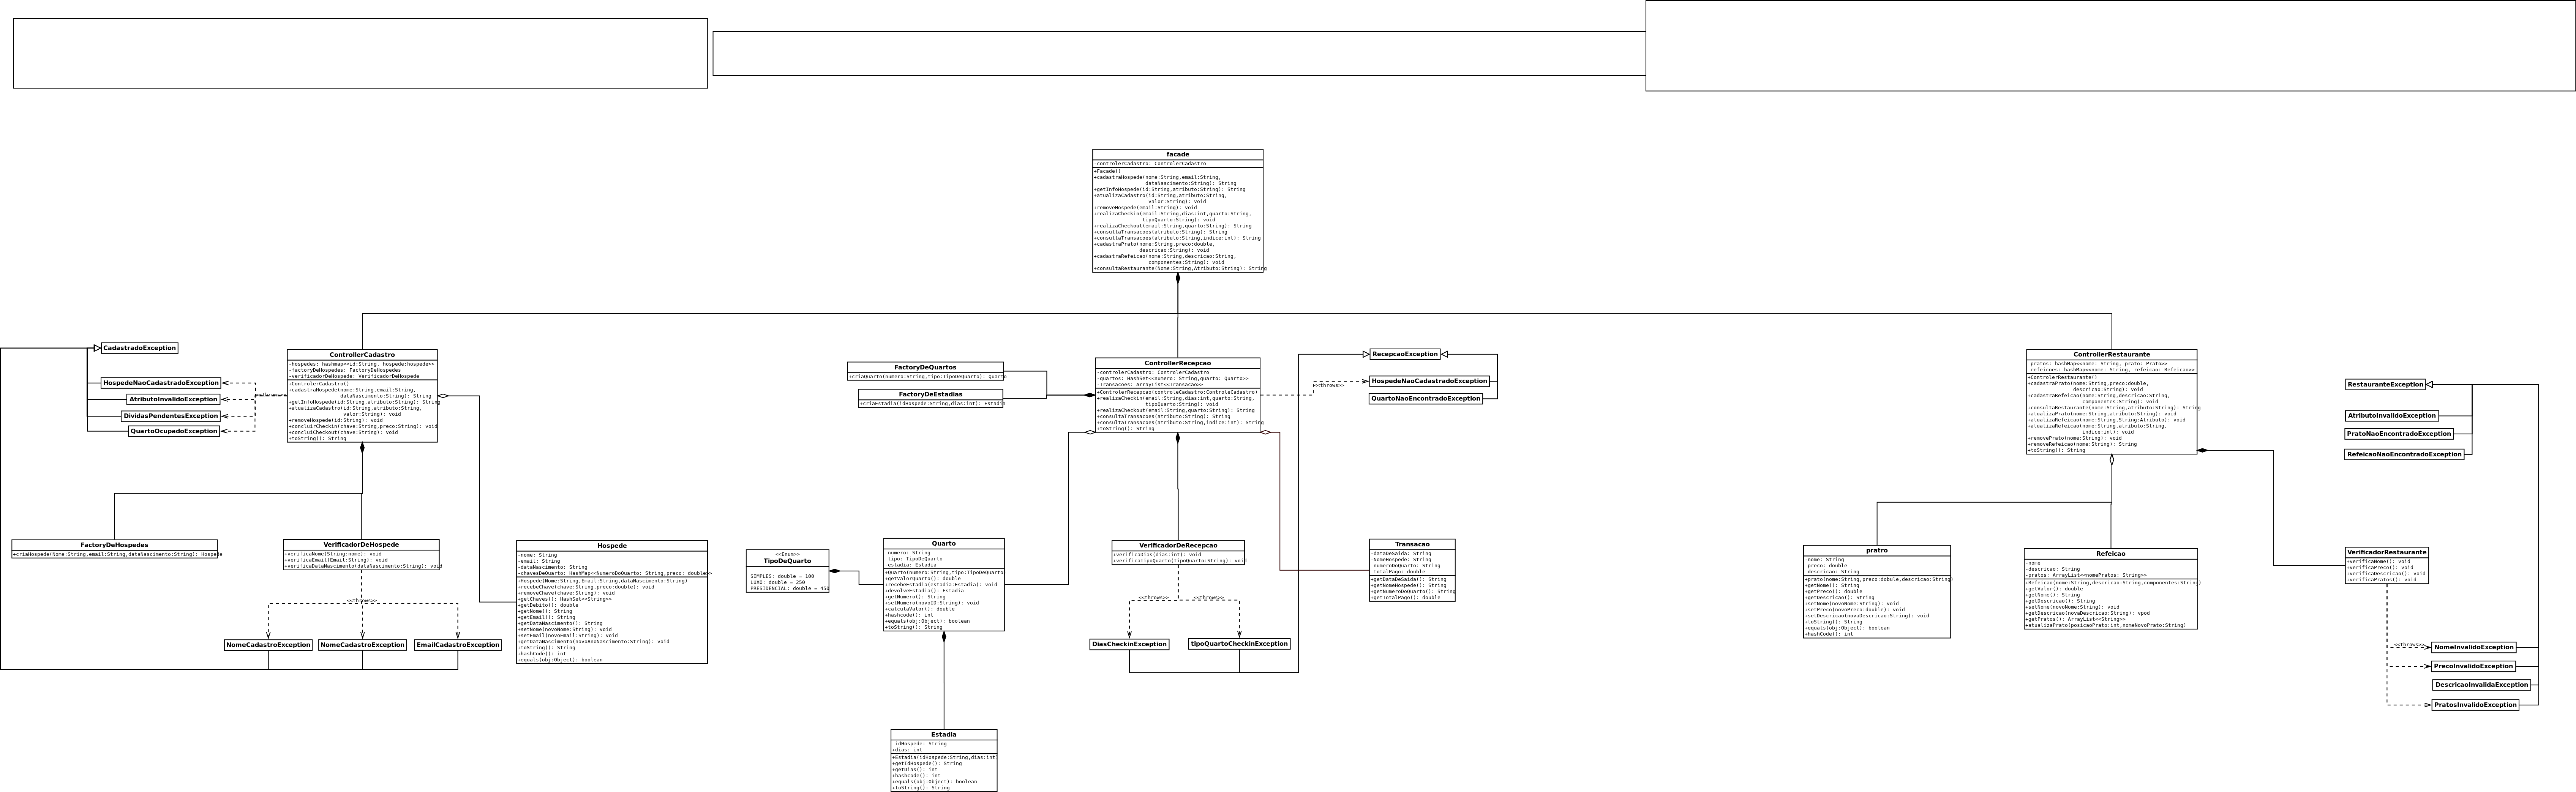 facade
-controlerCadastro: ControlerCadastro
+Facade()
+cadastraHospede(nome:String,email:String,
dataNascimento:String): String
+getInfoHospede(id:String,atributo:String): String
+atualizaCadastro(id:String,atributo:String,
valor:String): void
+removeHospede(email:String): void
+realizaCheckin(email:String,dias:int,quarto:String,
tipoQuarto:String): void
+realizaCheckout(email:String,quarto:String): String
+consultaTransacoes(atributo:String): String
+consultaTransacoes(atributo:String,indice:int): String
+cadastraPrato(nome:String,preco:double,
descricao:String): void
+cadastraRefeicao(nome:String,descricao:String,
componentes:String): void
+consultaRestaurante(Nome:String,Atributo:String): String
CadastradoException
HospedeNaoCadastradoException
AtributoInvalidoException
DividasPendentesException
QuartoOcupadoException
<<throws>>
ControllerCadastro
-hospedes: hashmap<<id:String, hospede:hospede>>
-factoryDeHospedes: FactoryDeHospedes
-verificadorDeHospede: VerificadorDeHospede
+ControlerCadastro()
+cadastraHospede(nome:String,email:String,
dataNascimento:String): String
+getInfoHospede(id:String,atributo:String): String
+atualizaCadastro(id:String,atributo:String,
valor:String): void
+removeHospede(id:String): void
+concluirCheckin(chave:String,preco:String): void
+concluiCheckout(chave:String): void
+toString(): String
FactoryDeQuartos
+criaQuarto(numero:String,tipo:TipoDeQuarto): Quarto
FactoryDeEstadias
+criaEstadia(idHospede:String,dias:int): Estadia
ControllerRecepcao
-controlerCadastro: ControlerCadastro
-quartos: HashSet<<numero: String,quarto: Quarto>>
-Transacoes: ArrayList<<Transacao>>
+ControllerRecepcao(controleCadastro:ControleCadastro)
+realizaCheckin(email:String,dias:int,quarto:String,
tipoQuarto:String): void
+realizaCheckout(email:String,quarto:String): String
+consultaTransacoes(atributo:String): String
+consultaTransacoes(atributo:String,indice:int): String
+toString(): String
RecepcaoException
<<throws>>
HospedeNaoCadastradoException
QuartoNaoEncontradoException
ControllerRestaurante
-pratos: hashMap<<nome: String, prato: Prato>>
-refeicoes: hashMap<<nome: String, refeicao: Refeicao>>
+ControlerRestaurante()
+cadastraPrato(nome:String,preco:double,
descricao:String): void
+cadastraRefeicao(nome:String,descricao:String,
componentes:String): void
+consultaRestaurante(nome:String,atributo:String): String
+atualizaPrato(nome:String,atributo:String): void
+atualizaRefeicao(nome:String,String:Atributo): void
+atualizaRefeicao(nome:String,atributo:String,
indice:int): void
+removePrato(nome:String): void
+removeRefeicao(nome:String): String
+toString(): String
RestauranteException
AtributoInvalidoException
PratoNaoEncontradoException
RefeicaoNaoEncontradoException
FactoryDeHospedes
+criaHospede(Nome:String,email:String,dataNascimento:String): Hospede
VerificadorDeHospede
+verificaNome(String:nome): void
+verificaEmail(Email:String): void
+verificaDataNascimento(dataNascimento:String): void
<<throws>>
NomeCadastroException
NomeCadastroException
EmailCadastroException
Hospede
-nome: String
-email: String
-dataNascimento: String
-chavesDeQuarto: HashMap<<NumeroDoQuarto: String,preco: double>>
+Hospede(Nome:String,Email:String,dataNascimento:String)
+recebeChave(chave:String,preco:double): void
+removeChave(chave:String): void
+getChaves(): HashSet<<String>>
+getDebito(): double
+getNome(): String
+getEmail(): String
+getDataNascimento(): String
+setNome(novoNome:String): void
+setEmail(novoEmail:String): void
+getDataNascimento(novaAnoNascimento:String): void
+toString(): String
+hashCode(): int
+equals(obj:Object): boolean
<<Enum>>
TipoDeQuarto
SIMPLES: double = 100
LUXO: double = 250
PRESIDENCIAL: double = 450
Quarto
-numero: String
-tipo: TipoDeQuarto
-estadia: Estadia
+Quarto(numero:String,tipo:TipoDeQuarto)
+getValorQuarto(): double
+recebeEstadia(estadia:Estadia): void
+devolveEstadia(): Estadia
+getNumero(): String
+setNumero(novoID:String): void
+calculaValor(): double
+hashcode(): int
+equals(obj:Object): boolean
+toString(): String
VerificadorDeRecepcao
+verificaDias(dias:int): void
+verificaTipoQuarto(tipoQuarto:String): void
<<throws>>
<<throws>>
DiasCheckinException
tipoQuartoCheckinException
Transacao
-dataDeSaida: String
-NomeHospede: String
-numeroDoQuarto: String
-totalPago: double
+getDataDeSaida(): String
+getNomeHospede(): String
+getNumeroDoQuarto(): String
+getTotalPago(): double
pratro
-nome: String
-preco: double
-descricao: String
+prato(nome:String,preco:dobule,descricao:String)
+getNome(): String
+getPreco(): double
+getDescricao(): String
+setNome(novoNome:String): void
+setPreco(novoPreco:double): void
+setDescricao(novaDescricao:String): void
+toString(): String
+equals(obj:Object): boolean
+hashCode(): int
Refeicao
-nome
-descricao: String
-pratos: ArrayList<<nomePratos: String>>
+Refeicao(nome:String,descricao:String,componentes:String)
+getValor(): double
+getNome(): String
+getDescricao(): String
+setNome(novoNome:String): void
+getDescricao(novaDescricao:String): vpod
+getPratos(): ArrayList<<String>>
+atualizaPrato(posicaoPrato:int,nomeNovoPrato:String)
VerificadorRestaurante
+verificaNome(): void
+verificaPreco(): void
+verificaDescricao(): void
+verificaPratos(): void
<<throws>>
NomeInvalidoException
PrecoInvalidoException
DescricaoInvalidaException
PratosInvalidoException
Estadia
-idHospede: String
+dias: int
+Estadia(idHospede:String,dias:int)
+getIdHospede(): String
+getDias(): int
+hashcode(): int
+equals(obj:Object): boolean
+toString(): String